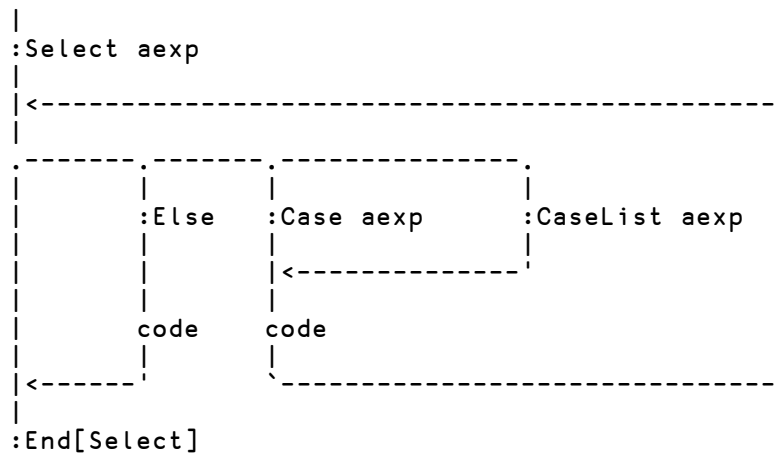 |
:Select aexp
|
|<----------------------------------------------
|
.-------.-------.---------------.
|       |       |               |
|       :Else   :Case aexp      :CaseList aexp
|       |       |               |
|       |       |<--------------'
|       |       |
|       code    code
|       |       |
|<------'       `-------------------------------
|
:End[Select]